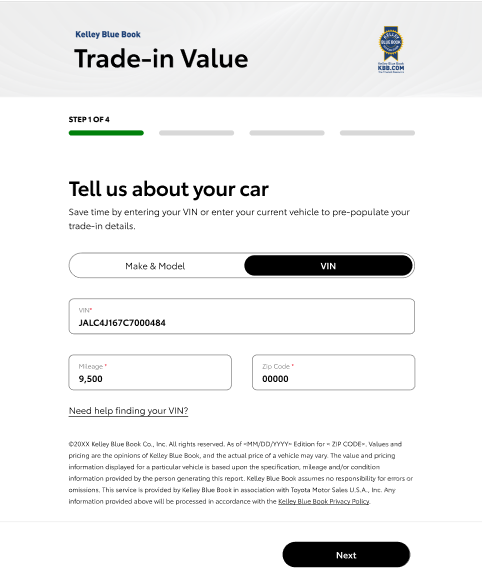 Kelley Blue Book
Trade-in Value
KELLEY
BLUE BOOK
Kelley Blue Book
KBB.COM
The Trusted Resource
STEP 1 OF 4
Tell us about your car
Save time by entering your VIN or enter your current vehicle to pre-populate your
trade-in details.
Make & Model
VIN
VIN*
JALC4J167C7000484
Mileage *
9,500
Zip Code *
00000
Need help finding your VIN?
©20XX Kelley Blue Book Co., Inc. All rights reserved. As of <MM/DD/YYYY> Edition for < ZIP CODE>. Values and
pricing are the opinions of Kelley Blue Book, and the actual price of a vehicle may vary. The value and pricing
information displayed for a particular vehicle is based upon the specification, mileage and/or condition
information provided by the person generating this report. Kelley Blue Book assumes no responsibility for errors or
omissions. This service is provided by Kelley Blue Book in association with Toyota Motor Sales U.S.A., Inc. Any
information provided above will be processed in accordance with the Kelley Blue Book Privacy Policy.
Next